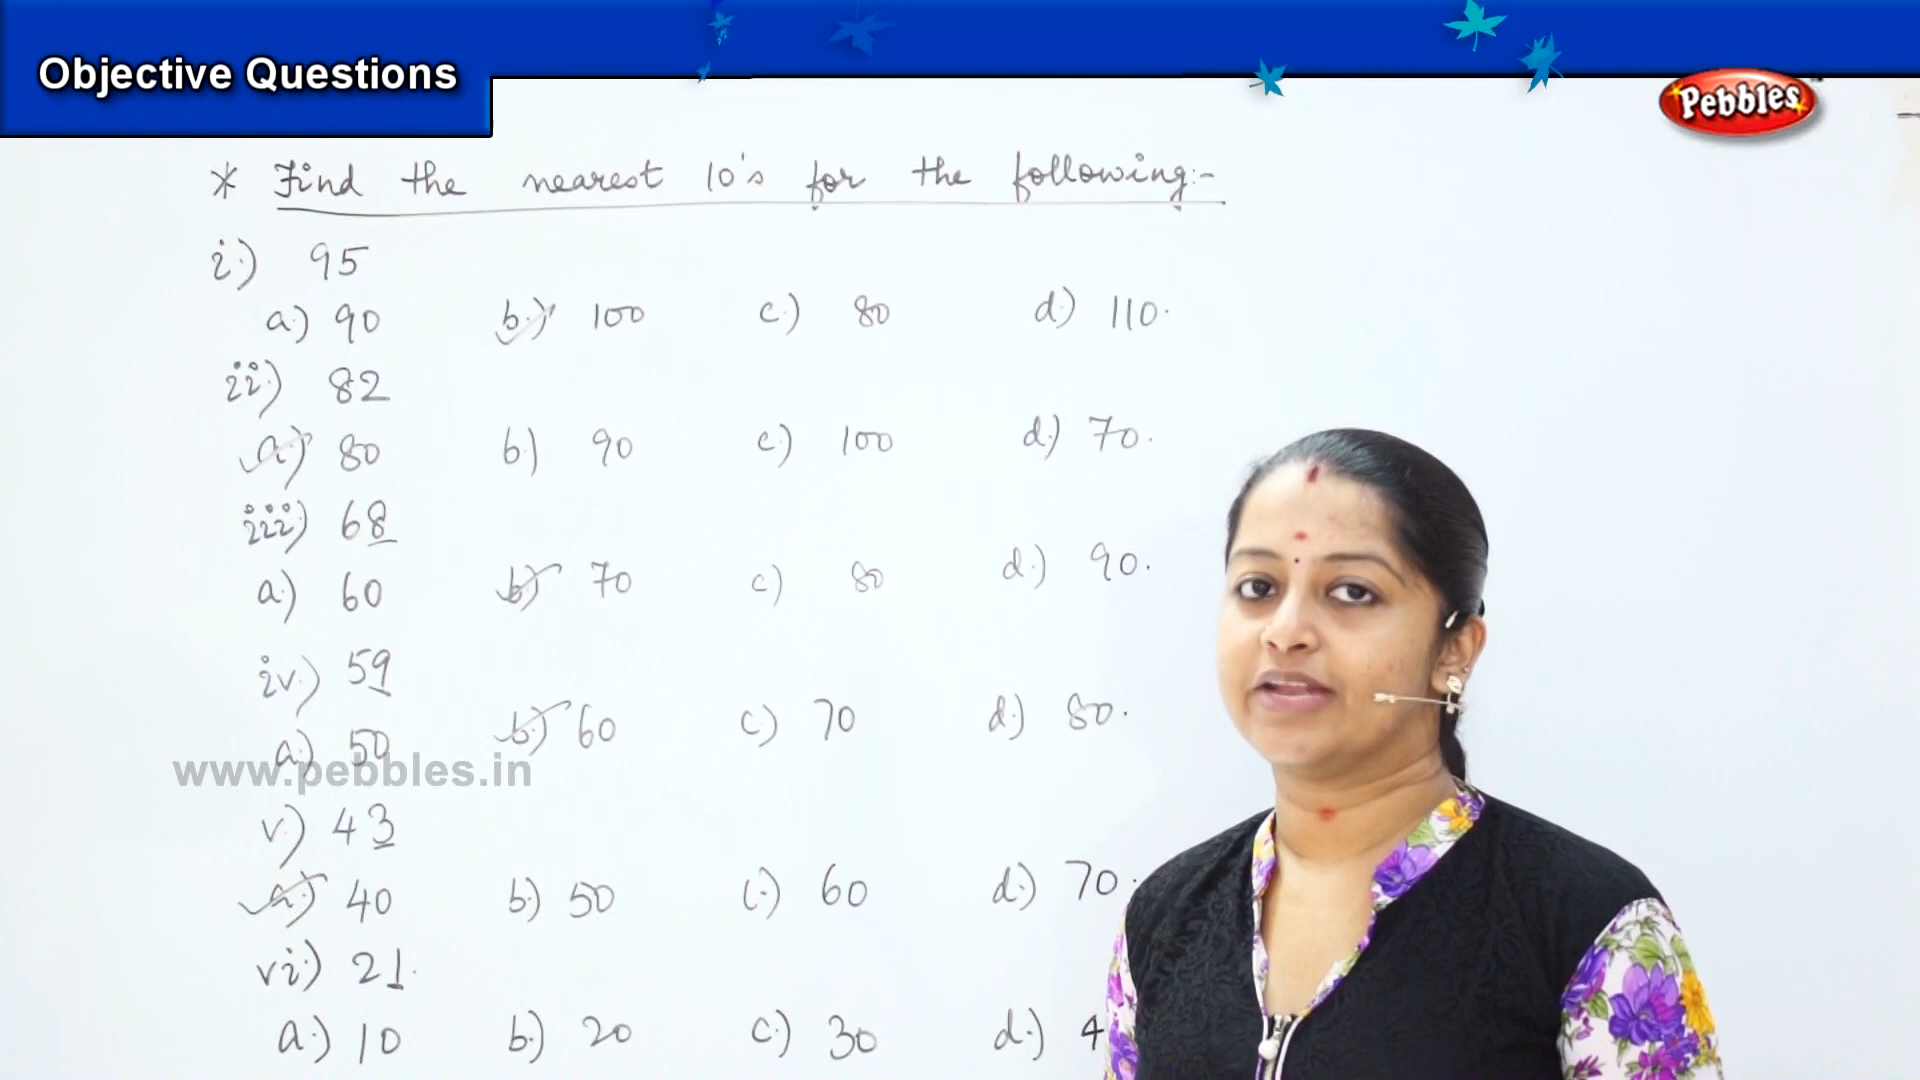 Objective Questions
Pebbles
* Find the nearest 10's for the following:-
i.) 95
a.) 90 b.) 100 c.) 80 d.) 110.
ii.) 82
a.) 80 b.) 90 c.) 100 d.) 70.
iii.) 68
a.) 60 b.) 70 c.) 80 d.) 90.
iv.) 59
a.) 50 b.) 60 c.) 70 d.) 80.
www.pebbles.in
v.) 43
a.) 40 b.) 50 c.) 60 d.) 70.
vi.) 21.
a.) 10 b.) 20 c.) 30 d.) 4